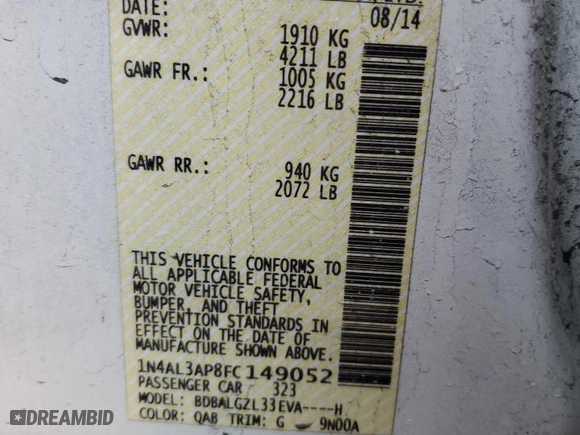 DATE: 08/14
GVWR: 1910 KG
4211 LB
GAWR FR.: 1005 KG
2216 LB
GAWR RR.: 940 KG
2072 LB
THIS VEHICLE CONFORMS TO
ALL APPLICABLE FEDERAL
MOTOR VEHICLE SAFETY,
BUMPER, AND THEFT
PREVENTION STANDARDS IN
EFFECT ON THE DATE OF
MANUFACTURE SHOWN ABOVE.
1N4AL3AP8FC149052
PASSENGER CAR 323
MODEL: BDBALGZL33EVA----H
COLOR: QAB TRIM: G 9N00A
DREAMBID